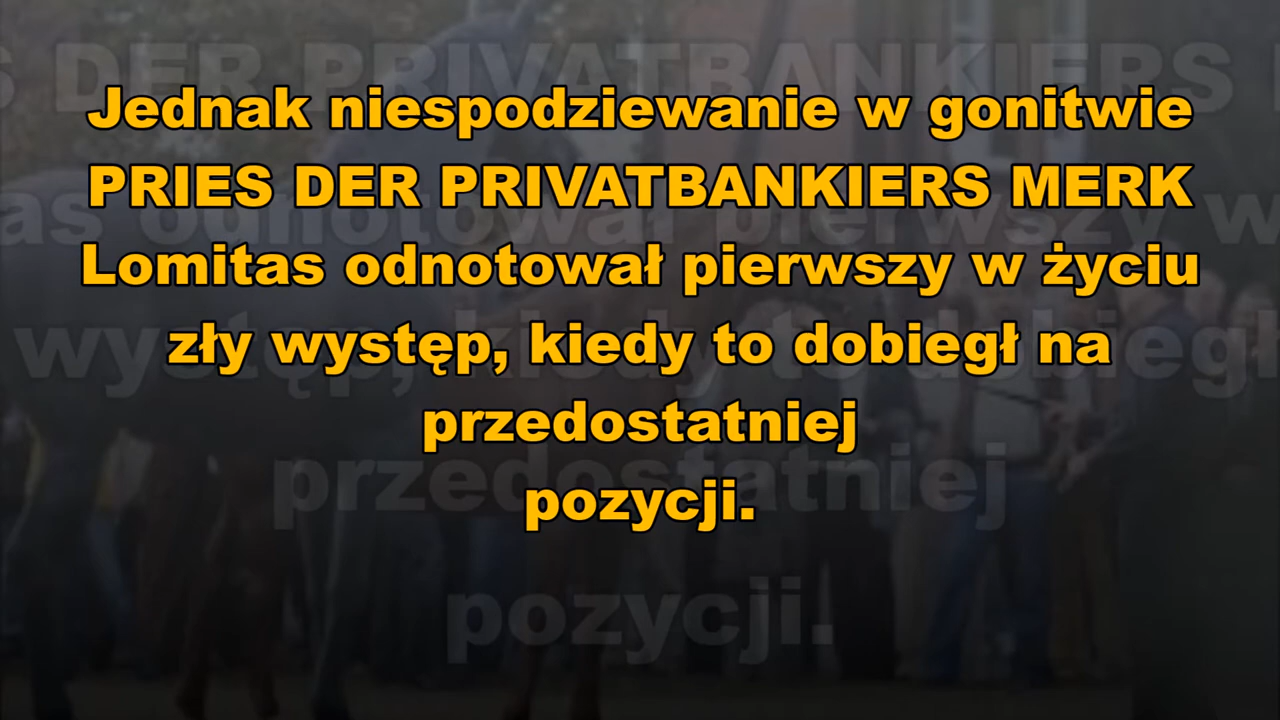 Jednak niespodziewanie w gonitwie
PRIES DER PRIVATBANKIERS MERK
Lomitas odnotował pierwszy w życiu
zły występ, kiedy to dobiegł na
przedostatniej
pozycji.